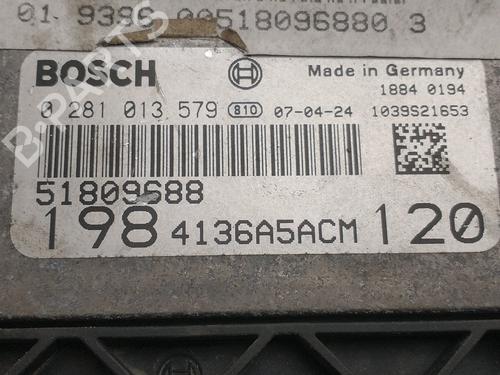 01 9396 00518096880 3
BOSCH
Made in Germany
0 281 013 579 810 07-04-24
1884 0194
1039S21653
51809688
198 4136A5ACM 120
B-PARTS